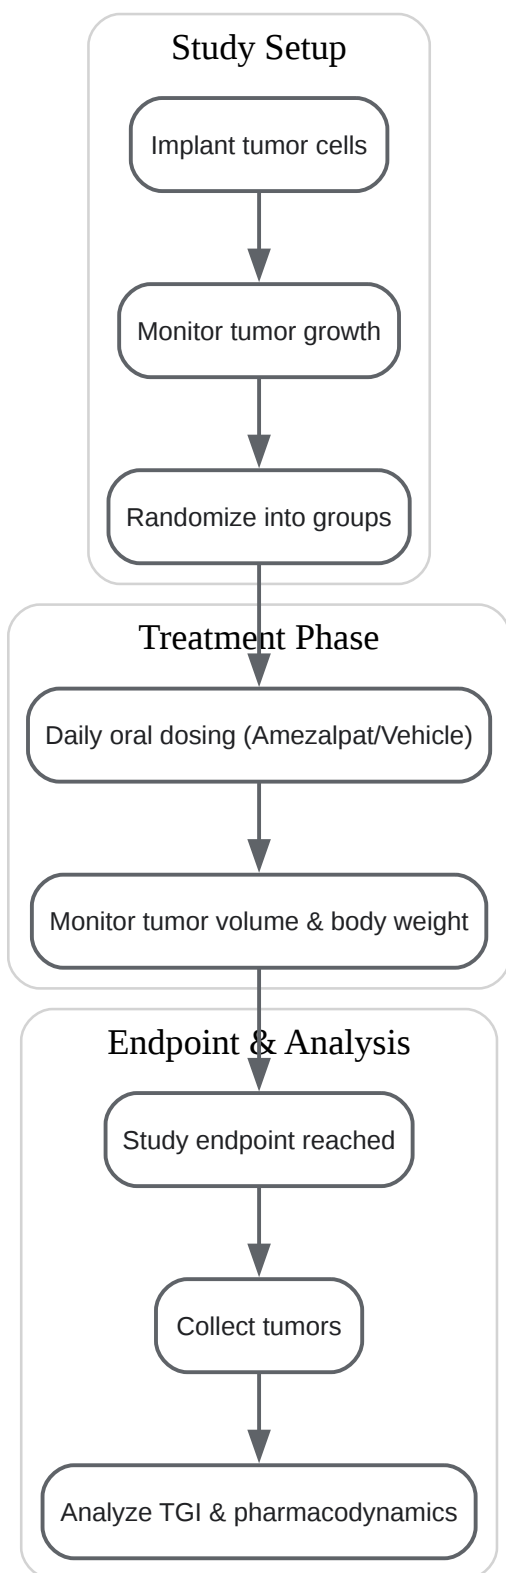 Study Setup
Implant tumor cells
Monitor tumor growth
Randomize into groups
Treatment Phase
Daily oral dosing (Amezalpat/Vehicle)
Monitor tumor volume & body weight
Endpoint & Analysis
Study endpoint reached
Collect tumors
Analyze TGI & pharmacodynamics